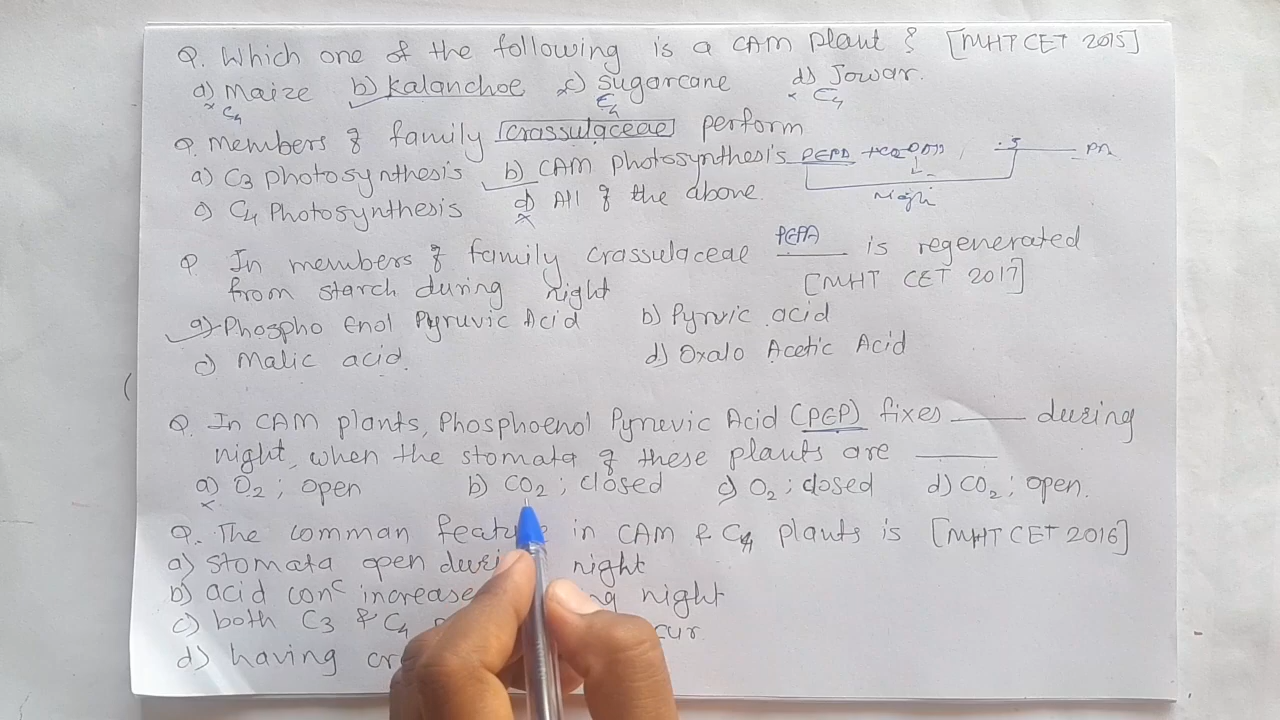 Q. Which one of the following is a CAM plant? [MHT CET 2015]
a) Maize b) Kalanchoe c) Sugarcane d) Jowar.
C4 C4 C4
Q. Members of family Crassulaceae perform
a) C3 photosynthesis b) CAM photosynthesis PEPA
c) C4 Photosynthesis d) All of the above.
Night
PEPA
Q In members of family crassulaceae ____ is regenerated
from starch during night [MHT CET 2017]
a) Phospho Enol Pyruvic Acid b) Pyrvic acid
c) Malic acid. d) Oxalo Acetic Acid
Q. In CAM plants, Phosphoenol Pyruvic Acid (PEP) fixes ____ during
night, when the stomata of these plants are ____
a) O2 ; open b) CO2 ; closed c) O2 ; closed d) CO2 ; open.
Q. The comman feature in CAM & C4 plants is [MHT CET 2016]
a) stomata open night
b) acid conc increase night
c) both C3 & C4
d) having